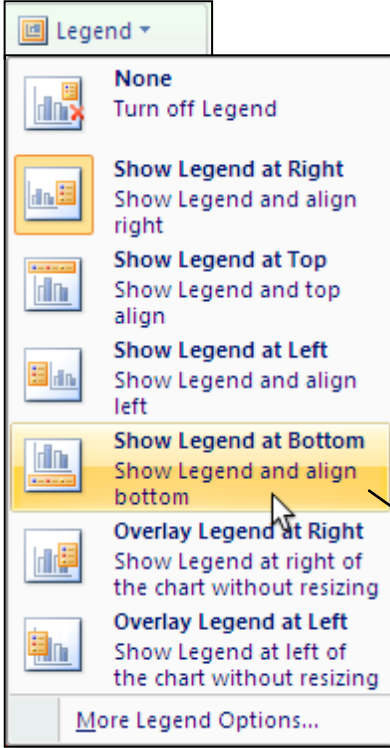 Legend
None
Turn off Legend
Show Legend at Right
Show Legend and align
right
Show Legend at Top
Show Legend and top
align
Show Legend at Left
Show Legend and align
left
Show Legend at Bottom
Show Legend and align
bottom
Overlay Legend at Right
Show Legend at right of
the chart without resizing
Overlay Legend at Left
Show Legend at left of
the chart without resizing
More Legend Options...